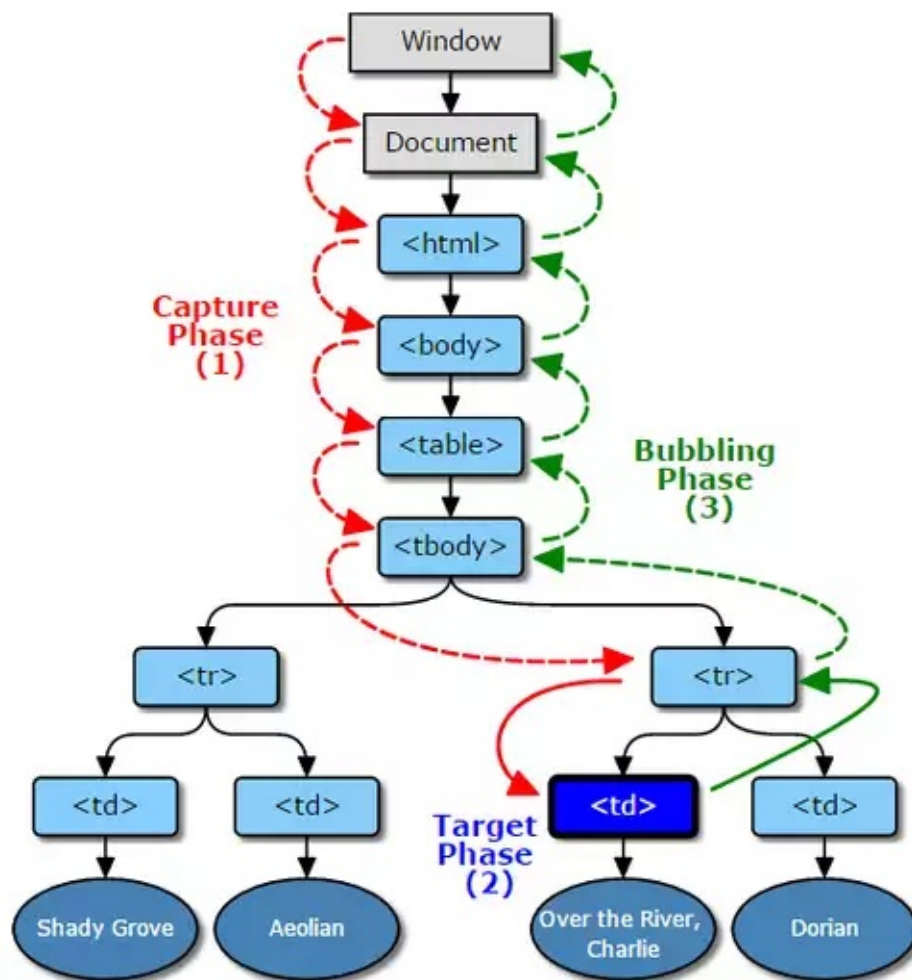 Window
Document
<html>
Capture
Phase
(1)
<body>
<table>
Bubbling
Phase
(3)
<tbody>
<tr>
<tr>
<td>
<td>
<td>
<td>
Target
Phase
(2)
Shady Grove
Aeolian
Over the River,
Charlie
Dorian